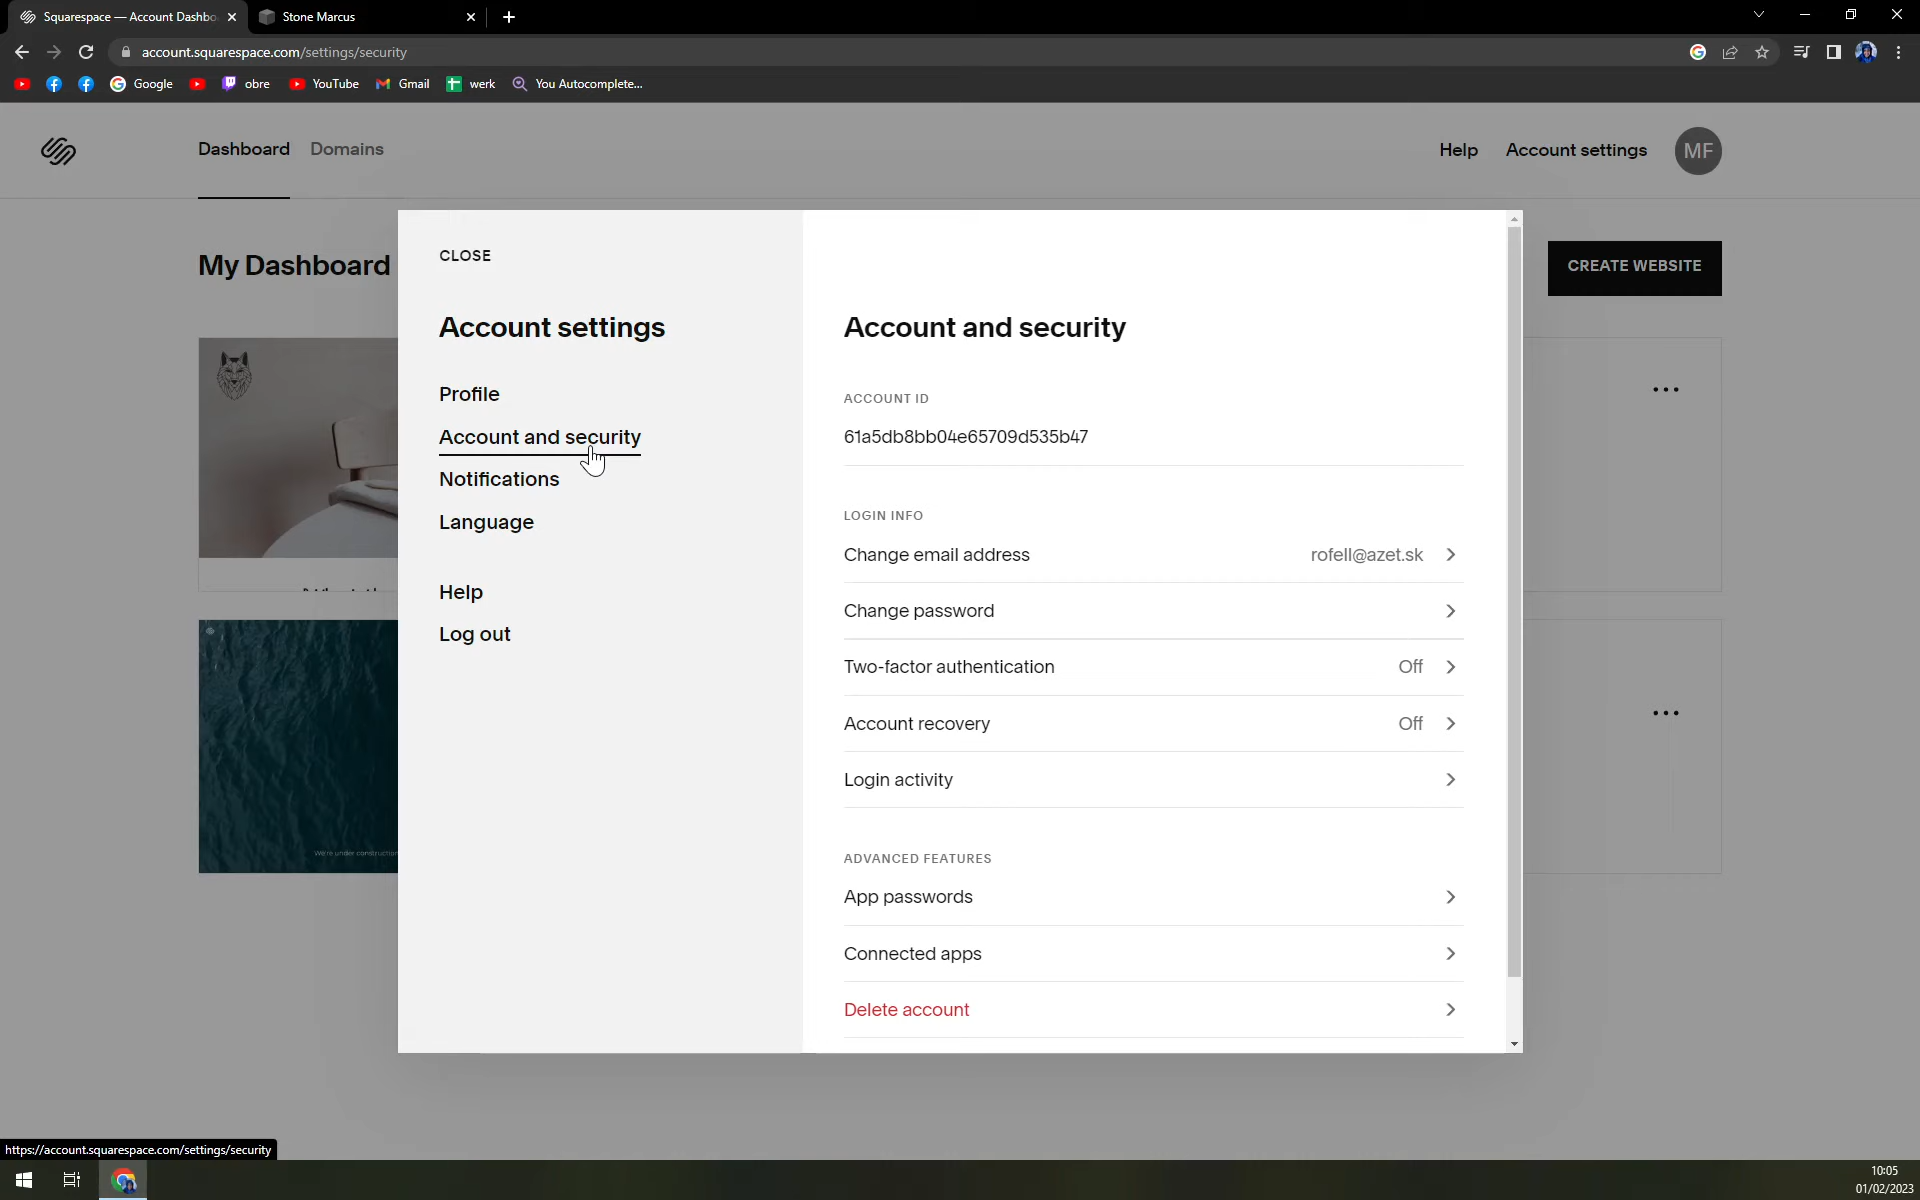 Squarespace — Account Dashbo
Stone Marcus
account.squarespace.com/settings/security
Google
obre
YouTube
Gmail
werk
You Autocomplete...
Dashboard
Domains
Help
Account settings
MF
My Dashboard
CREATE WEBSITE
CLOSE
Account settings
Profile
Account and security
Notifications
Language
Help
Log out
Account and security
ACCOUNT ID
61a5db8bb04e65709d535b47
LOGIN INFO
Change email address
rofell@azet.sk
Change password
Two-factor authentication
Off
Account recovery
Off
Login activity
ADVANCED FEATURES
App passwords
Connected apps
Delete account
We're under construction
https://account.squarespace.com/settings/security
10:05
01/02/2023